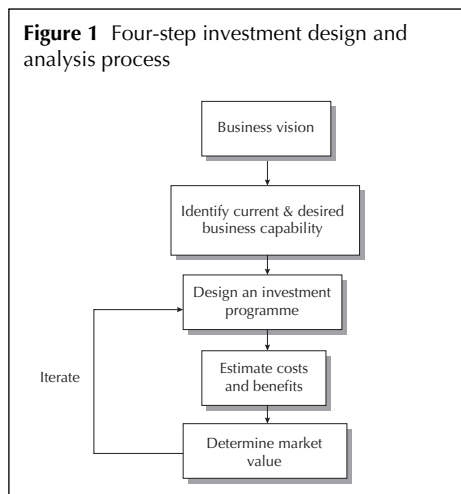 Figure 1 Four-step investment design and
analysis process
Business vision
Identify current & desired
business capability
Design an investment
programme
Iterate
Estimate costs
and benefits
Determine market
value